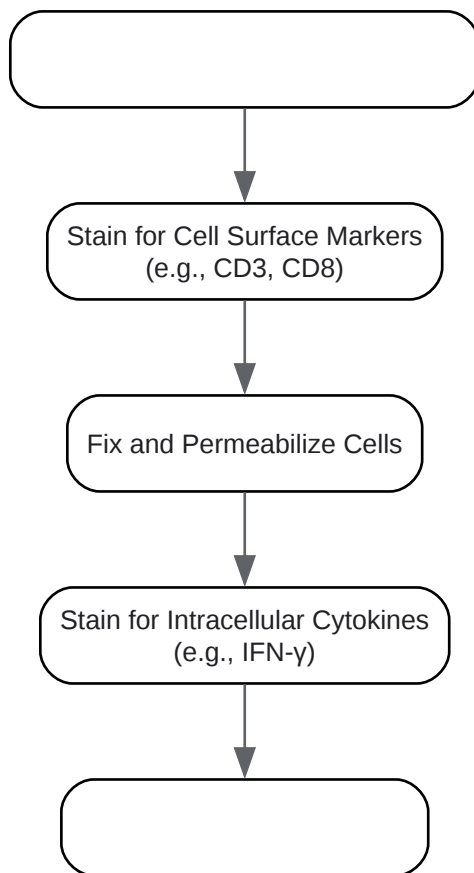 Stain for Cell Surface Markers
(e.g., CD3, CD8)
Fix and Permeabilize Cells
Stain for Intracellular Cytokines
(e.g., IFN-γ)